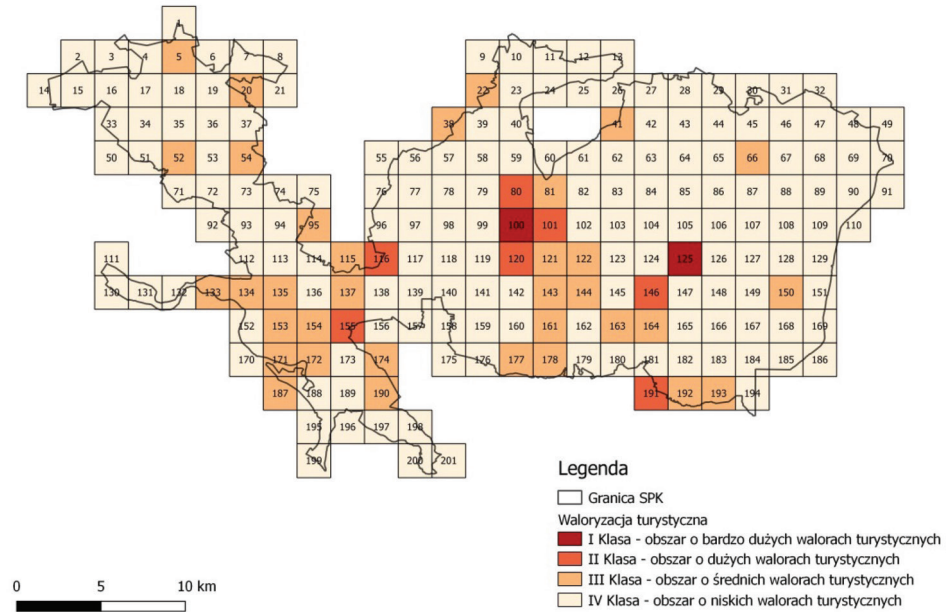 1
2 3 4 5 6 7 8 9 10 11 12 13
14 15 16 17 18 19 20 21 22 23 24 25 26 27 28 29 30 31 32
33 34 35 36 37 38 39 40 41 42 43 44 45 46 47 48 49
50 51 52 53 54 55 56 57 58 59 60 61 62 63 64 65 66 67 68 69 70
71 72 73 74 75 76 77 78 79 80 81 82 83 84 85 86 87 88 89 90 91
92 93 94 95 96 97 98 99 100 101 102 103 104 105 106 107 108 109 110
111 112 113 114 115 116 117 118 119 120 121 122 123 124 125 126 127 128 129
130 131 132 133 134 135 136 137 138 139 140 141 142 143 144 145 146 147 148 149 150 151
152 153 154 155 156 157 158 159 160 161 162 163 164 165 166 167 168 169
170 171 172 173 174 175 176 177 178 179 180 181 182 183 184 185 186
187 188 189 190 191 192 193 194
195 196 197 198
199 200 201
Legenda
Granica SPK
Waloryzacja turystyczna
I Klasa - obszar o bardzo dużych walorach turystycznych
II Klasa - obszar o dużych walorach turystycznych
III Klasa - obszar o średnich walorach turystycznych
IV Klasa - obszar o niskich walorach turystycznych
0 5 10 km